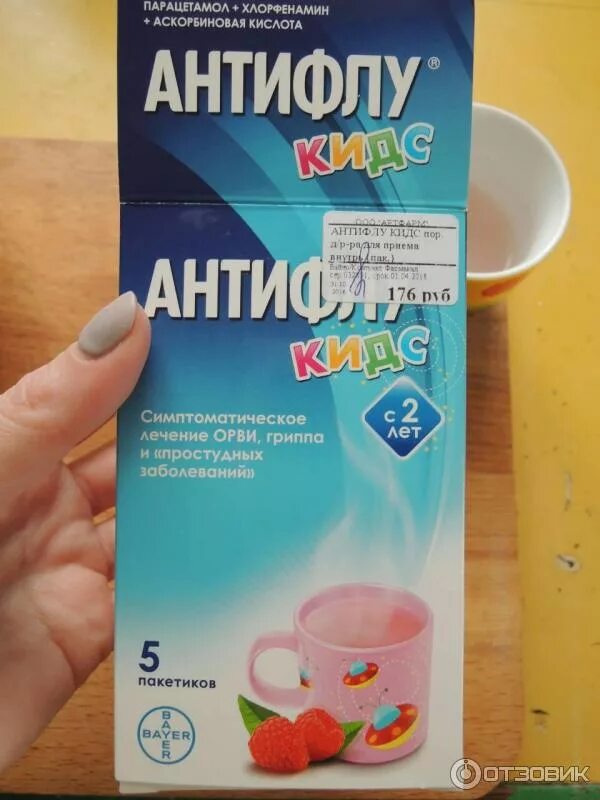 ПАРАЦЕТАМОЛ + ХЛОРФЕНАМИН
+ АСКОРБИНОВАЯ КИСЛОТА
АНТИФЛУ®
КИДС
ООО "АРТФАРМ"
АНТИФЛУ КИДС пор.
д/р-ра для приема
внутрь (пак.)
176 руб
АНТИФЛУ
КИДС
с 2
лет
Симптоматическое
лечение ОРВИ, гриппа
и «простудных
заболеваний»
5
пакетиков
BAYER
BAYER
ОТЗОВИК